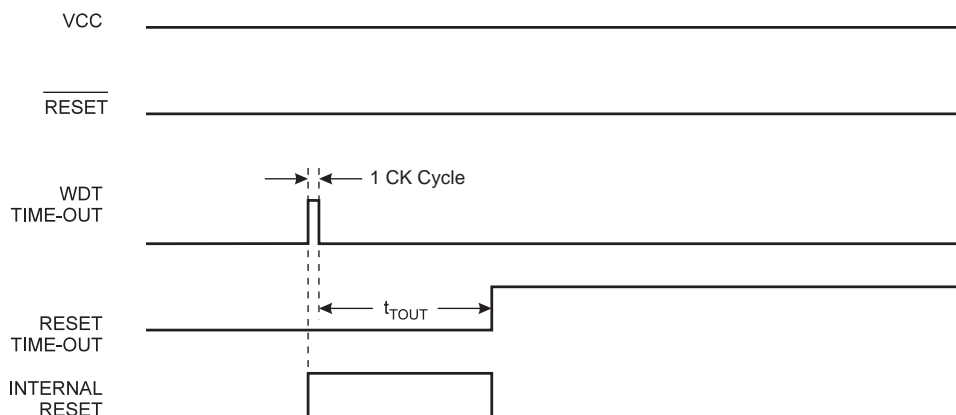 VCC
RESET
1 CK Cycle
WDT
TIME-OUT
tTOUT
RESET
TIME-OUT
INTERNAL
RESET